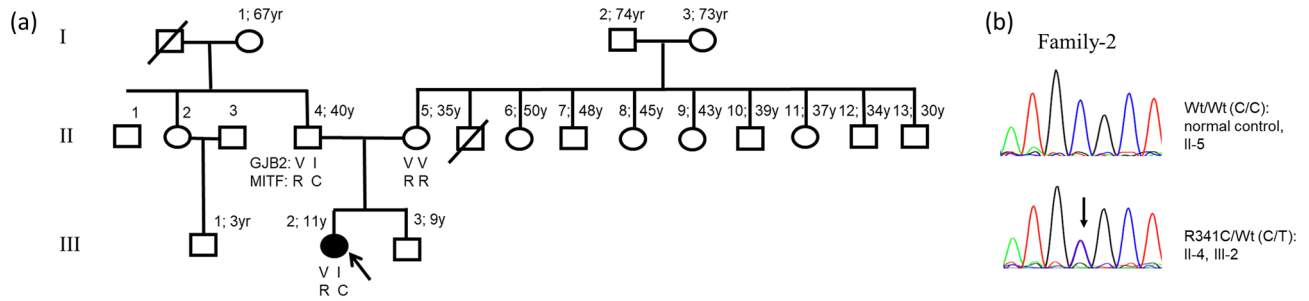 (a)
I
1; 67yr
2; 74yr
3; 73yr
II
1
2
3
4; 40y
5; 35y
6; 50y
7; 48y
8; 45y
9; 43y
10; 39y
11; 37y
12; 34y
13; 30y
GJB2: V I
MITF: R C
V V
R R
III
1; 3yr
2; 11y
3; 9y
V I
R C
(b)
Family-2
Wt/Wt (C/C):
normal control,
II-5
R341C/Wt (C/T):
II-4, III-2